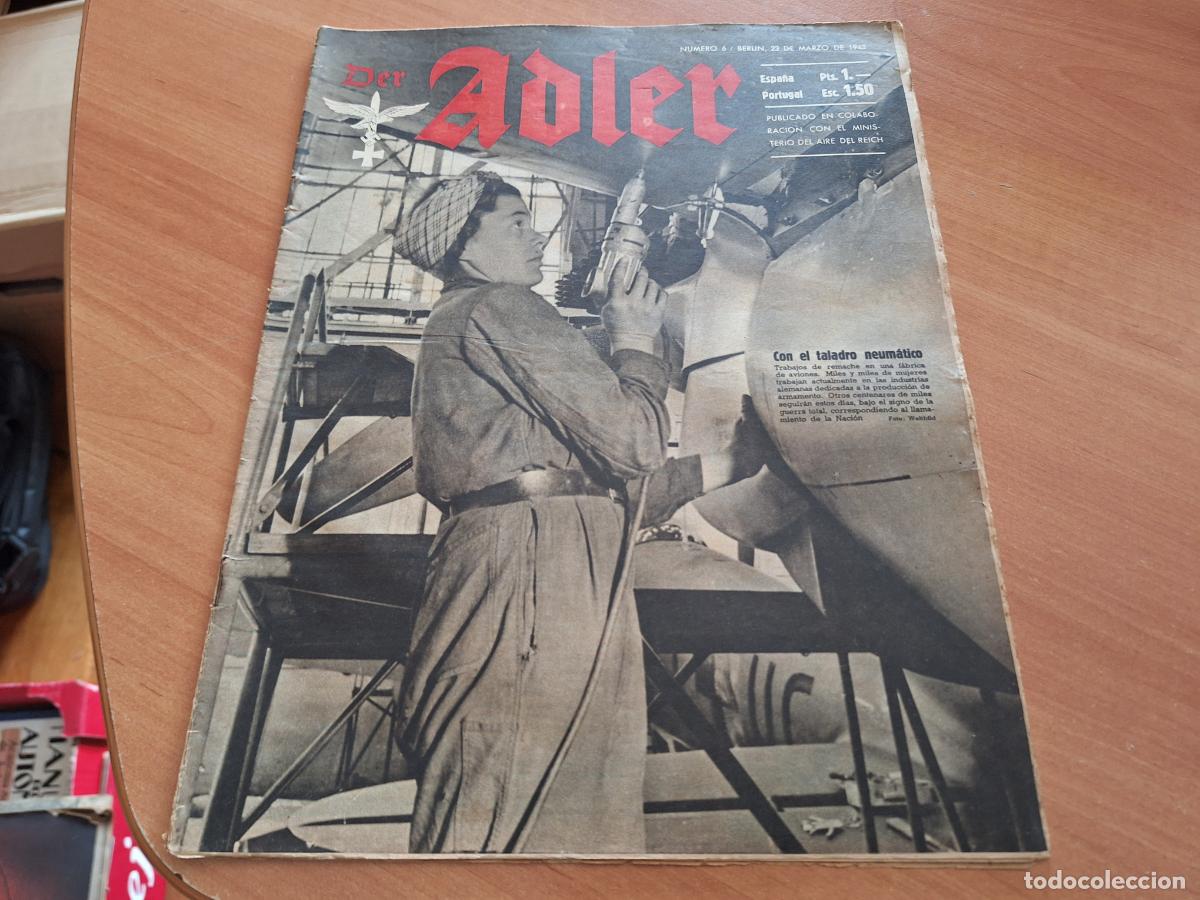 NUMERO 6 / BERLIN, 23 DE MARZO DE 1943
Der Adler
España Pts. 1.—
Portugal Esc. 1.50
PUBLICADO EN COLABO-
RACION CON EL MINIS-
TERIO DEL AIRE DEL REICH
Con el taladro neumático
Trabajos de remache en una fábrica
de aviones. Miles y miles de mujeres
trabajan actualmente en las industrias
alemanas dedicadas a la producción de
armamento. Otros centenares de miles
seguirán estos días, bajo el signo de la
guerra total, correspondiendo al llama-
miento de la Nación Foto: Weltbild
todocoleccion